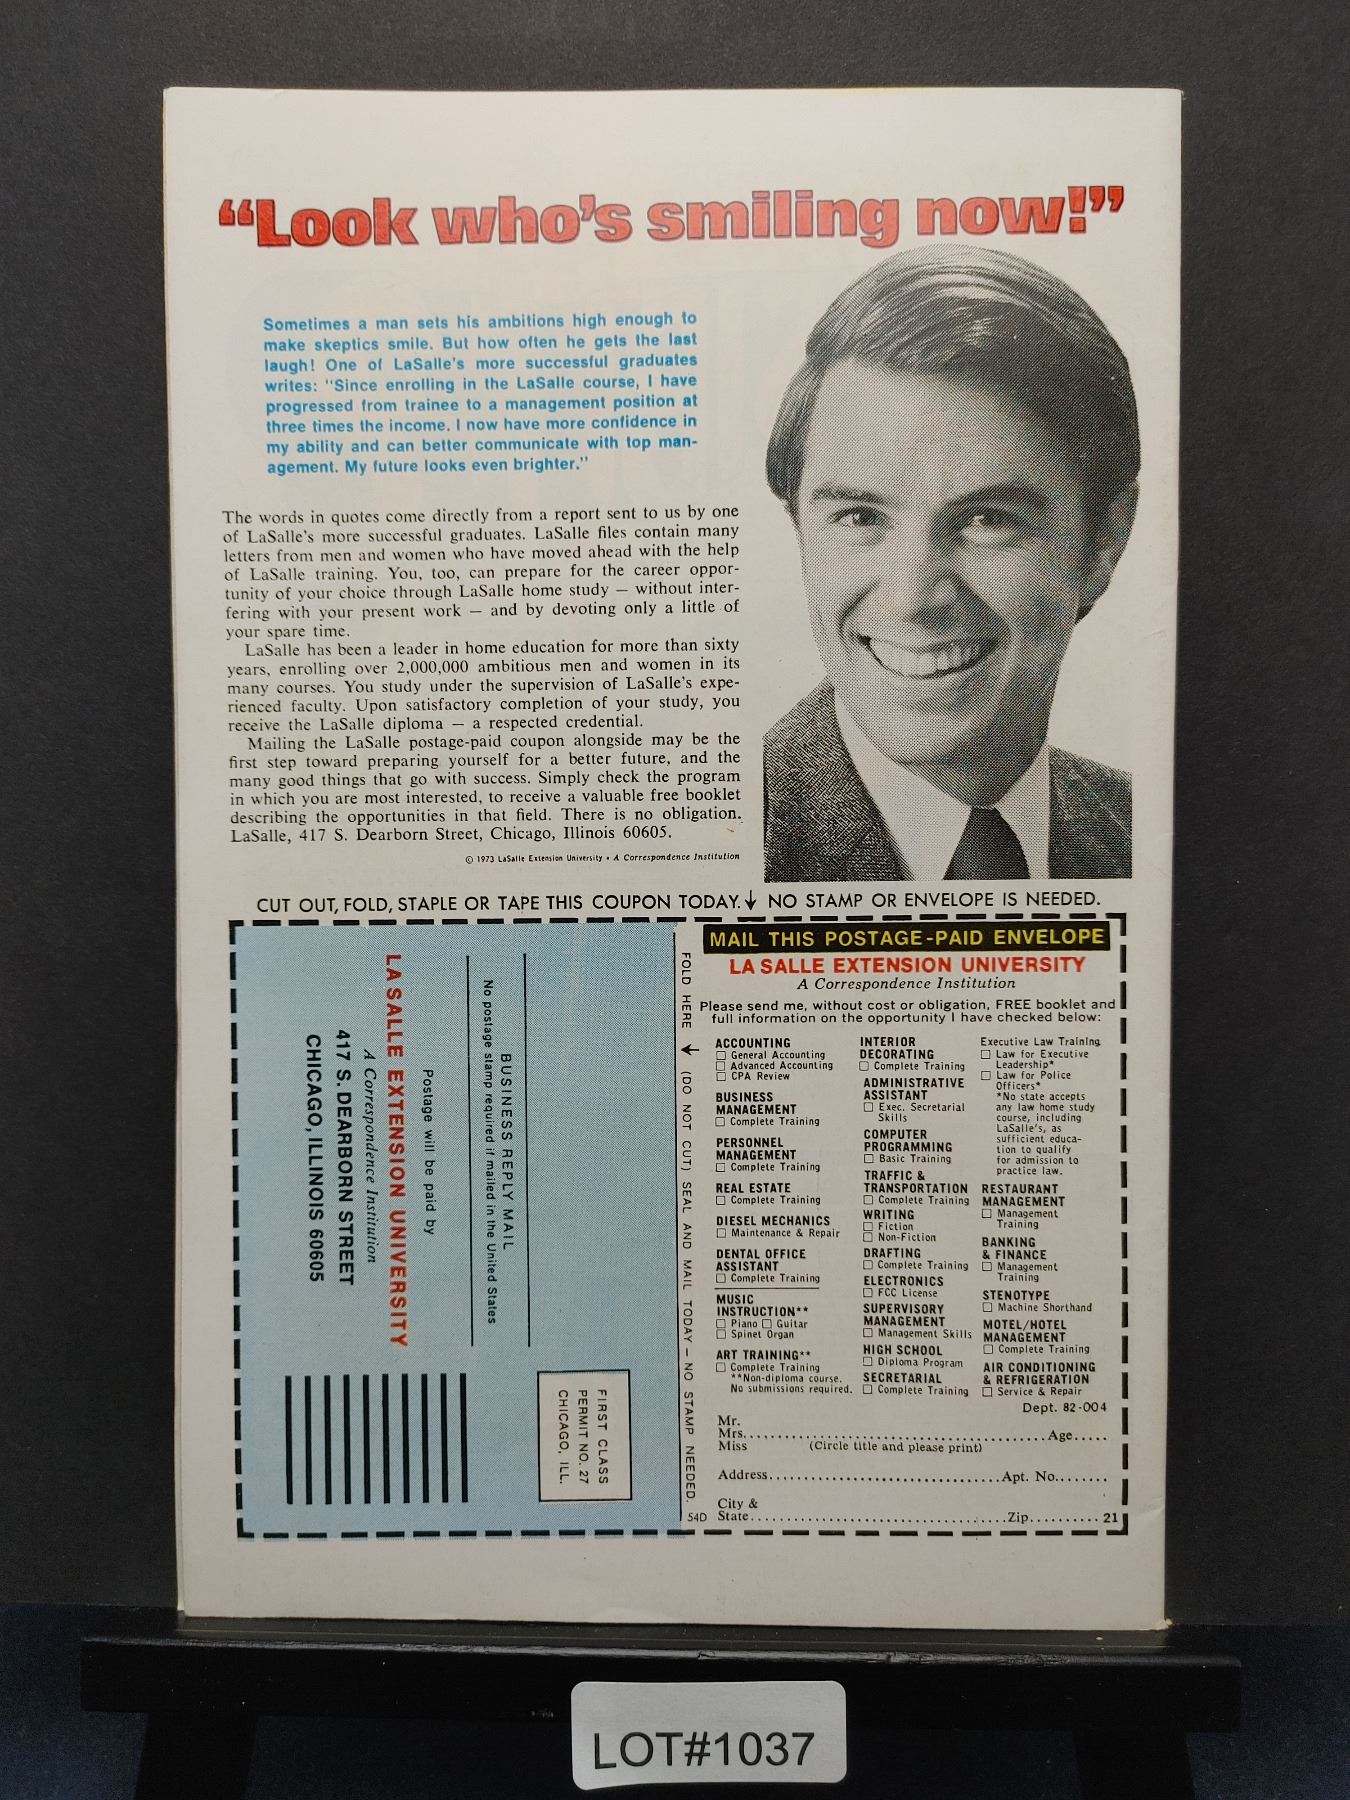 “Look who's smiling now!”
Sometimes a man sets his ambitions high enough to
make skeptics smile. But how often he gets the last
laugh! One of LaSalle's more successful graduates
writes: "Since enrolling in the LaSalle course, I have
progressed from trainee to a management position at
three times the income. I now have more confidence in
my ability and can better communicate with top man-
agement. My future looks even brighter."
The words in quotes come directly from a report sent to us by one
of LaSalle's more successful graduates. LaSalle files contain many
letters from men and women who have moved ahead with the help
of LaSalle training. You, too, can prepare for the career oppor-
tunity of your choice through LaSalle home study — without inter-
fering with your present work — and by devoting only a little of
your spare time.
LaSalle has been a leader in home education for more than sixty
years, enrolling over 2,000,000 ambitious men and women in its
many courses. You study under the supervision of LaSalle's expe-
rienced faculty. Upon satisfactory completion of your study, you
receive the LaSalle diploma — a respected credential.
Mailing the LaSalle postage-paid coupon alongside may be the
first step toward preparing yourself for a better future, and the
many good things that go with success. Simply check the program
in which you are most interested, to receive a valuable free booklet
describing the opportunities in that field. There is no obligation.
LaSalle, 417 S. Dearborn Street, Chicago, Illinois 60605.
© 1973 LaSalle Extension University • A Correspondence Institution
CUT OUT, FOLD, STAPLE OR TAPE THIS COUPON TODAY. ↓ NO STAMP OR ENVELOPE IS NEEDED.
FIRST CLASS
PERMIT NO. 27
CHICAGO, ILL.
BUSINESS REPLY MAIL
No postage stamp required if mailed in the United States
Postage will be paid by
LA SALLE EXTENSION UNIVERSITY
A Correspondence Institution
417 S. DEARBORN STREET
CHICAGO, ILLINOIS 60605
FOLD HERE → (DO NOT CUT) SEAL AND MAIL TODAY — NO STAMP NEEDED.
54D
MAIL THIS POSTAGE-PAID ENVELOPE
LA SALLE EXTENSION UNIVERSITY
A Correspondence Institution
Please send me, without cost or obligation, FREE booklet and
full information on the opportunity I have checked below:
ACCOUNTING
☐ General Accounting
☐ Advanced Accounting
☐ CPA Review
BUSINESS
MANAGEMENT
☐ Complete Training
PERSONNEL
MANAGEMENT
☐ Complete Training
REAL ESTATE
☐ Complete Training
DIESEL MECHANICS
☐ Maintenance & Repair
DENTAL OFFICE
ASSISTANT
☐ Complete Training
MUSIC
INSTRUCTION**
☐ Piano ☐ Guitar
☐ Spinet Organ
ART TRAINING**
☐ Complete Training
**Non-diploma course.
No submissions required.
INTERIOR
DECORATING
☐ Complete Training
ADMINISTRATIVE
ASSISTANT
☐ Exec. Secretarial
Skills
COMPUTER
PROGRAMMING
☐ Basic Training
TRAFFIC &
TRANSPORTATION
☐ Complete Training
WRITING
☐ Fiction
☐ Non-Fiction
DRAFTING
☐ Complete Training
ELECTRONICS
☐ FCC License
SUPERVISORY
MANAGEMENT
☐ Management Skills
HIGH SCHOOL
☐ Diploma Program
SECRETARIAL
☐ Complete Training
Executive Law Training
☐ Law for Executive
Leadership*
☐ Law for Police
Officers*
*No state accepts
any law home study
course, including
LaSalle's, as
sufficient educa-
tion to qualify
for admission to
practice law.
RESTAURANT
MANAGEMENT
☐ Management
Training
BANKING
& FINANCE
☐ Management
Training
STENOTYPE
☐ Machine Shorthand
MOTEL/HOTEL
MANAGEMENT
☐ Complete Training
AIR CONDITIONING
& REFRIGERATION
☐ Service & Repair
Dept. 82-004
Mr.
Mrs..............................Age.....
Miss (Circle title and please print)
Address..............................Apt. No........
City &
State..............................Zip.......... 21
LOT#1037